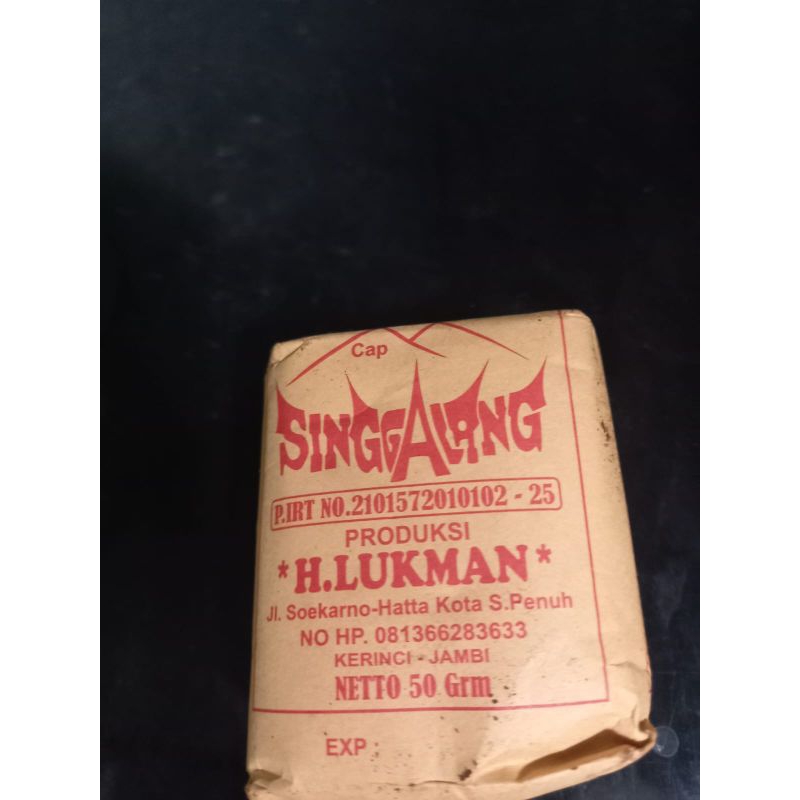 Cap
SINGGALANG
P.IRT NO.2101572010102 - 25
PRODUKSI
* H.LUKMAN *
Jl. Soekarno-Hatta Kota S.Penuh
NO HP. 081366283633
KERINCI - JAMBI
NETTO 50 Grm
EXP :